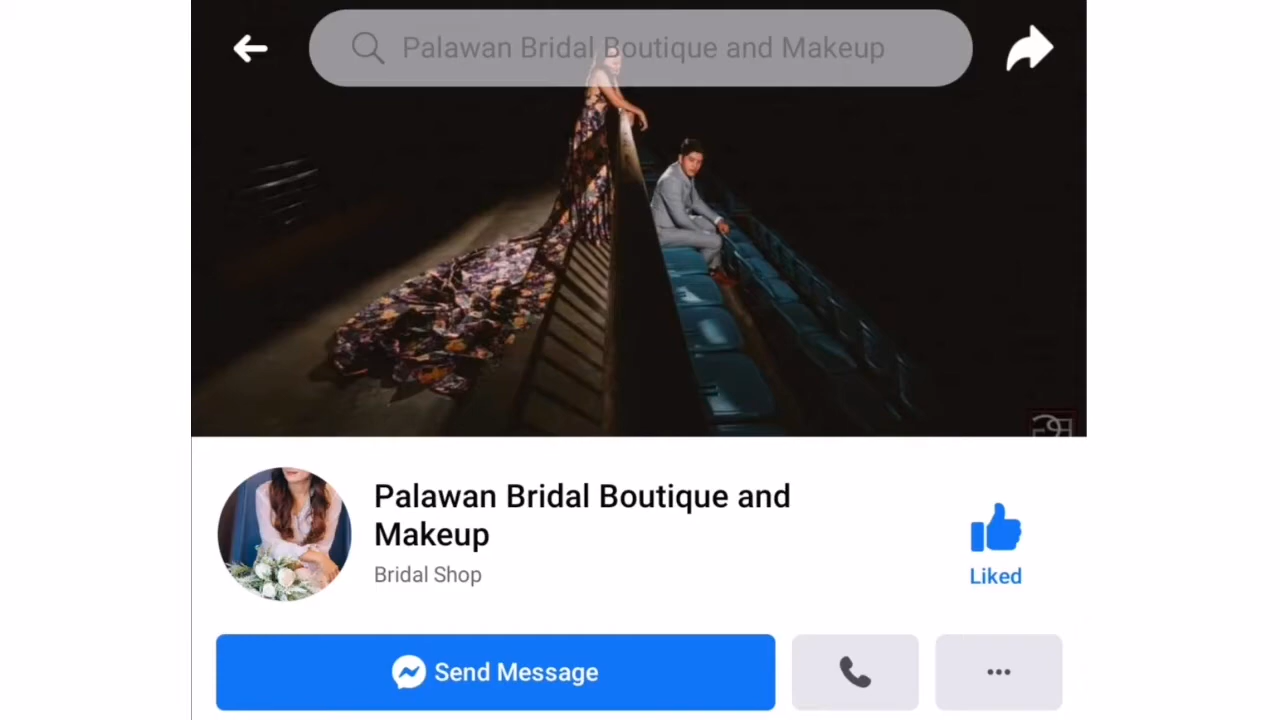 Palawan Bridal Boutique and Makeup
Palawan Bridal Boutique and
Makeup
Bridal Shop
Liked
Send Message